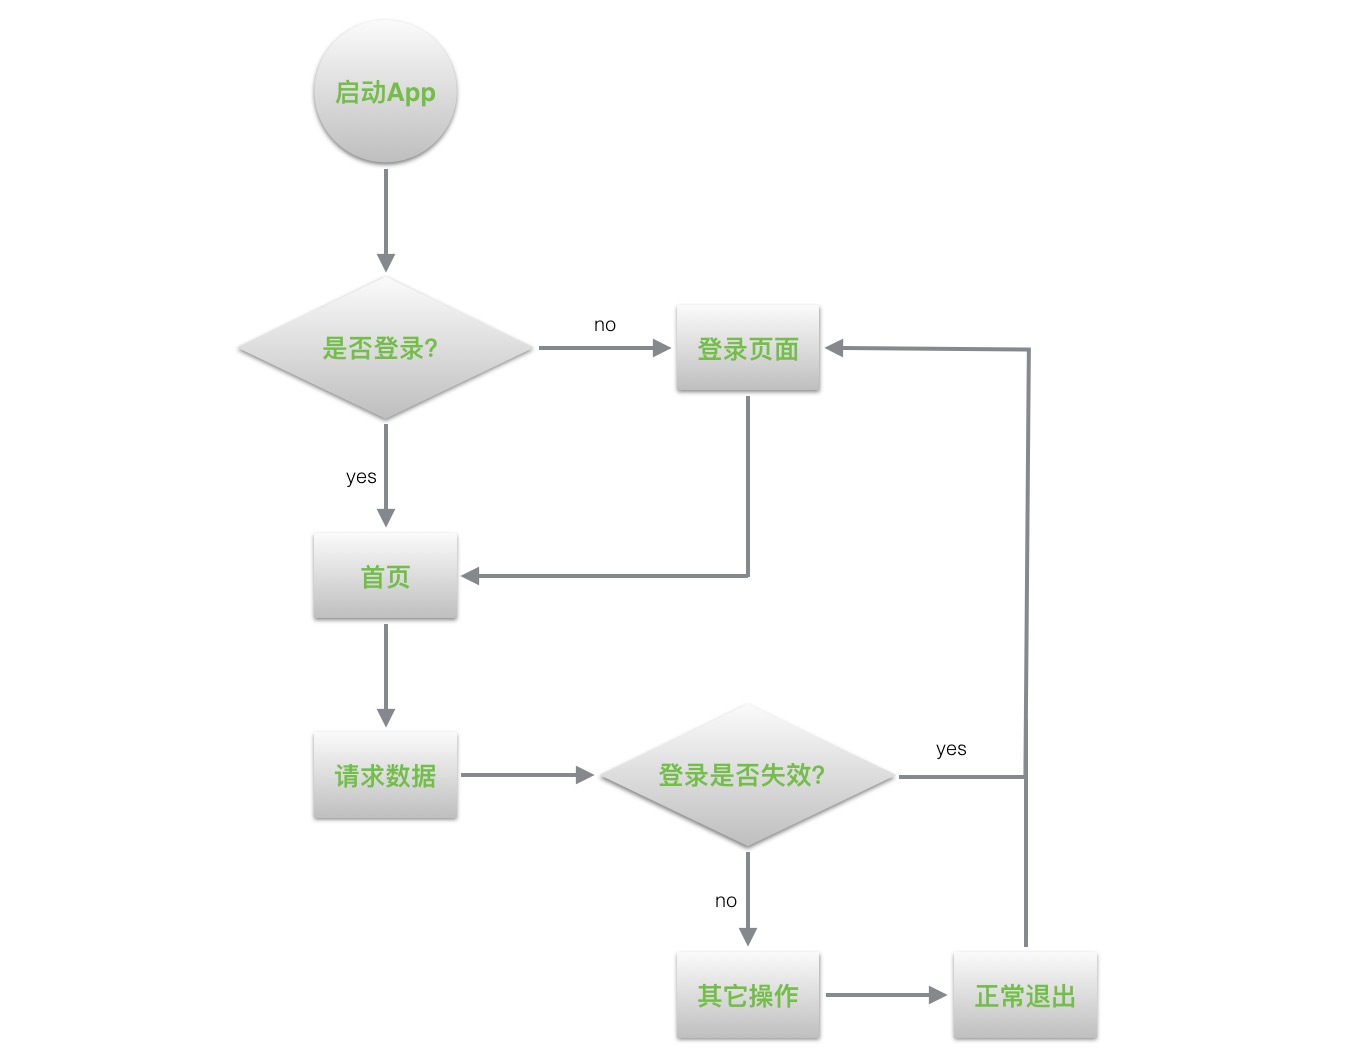 启动App
是否登录?
no
登录页面
yes
首页
请求数据
登录是否失效?
yes
no
其它操作
正常退出